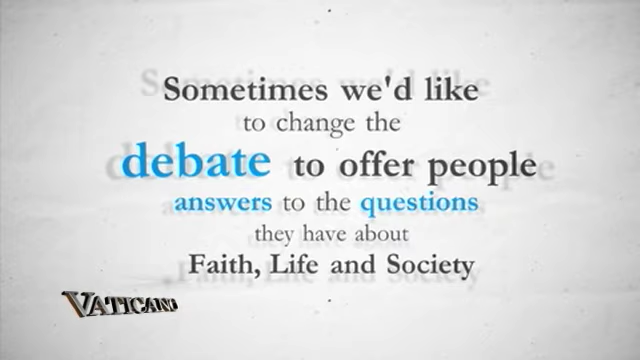 Sometimes we'd like
to change the
debate to offer people
answers to the questions
they have about
Faith, Life and Society
VATICANO